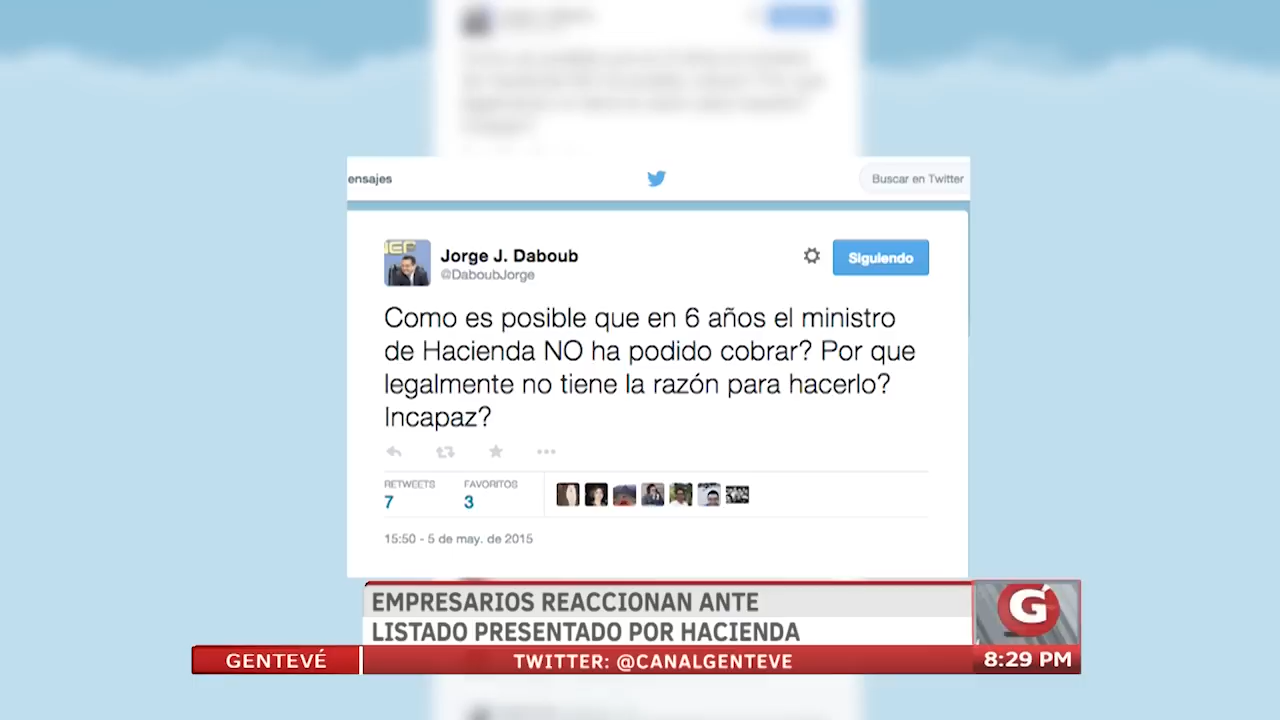 ensajes
Buscar en Twitter
Jorge J. Daboub
@DaboubJorge
Siguiendo
Como es posible que en 6 años el ministro
de Hacienda NO ha podido cobrar? Por que
legalmente no tiene la razón para hacerlo?
Incapaz?
RETWEETS
7
FAVORITOS
3
15:50 - 5 de may. de 2015
EMPRESARIOS REACCIONAN ANTE
LISTADO PRESENTADO POR HACIENDA
G
GENTEVÉ
TWITTER: @CANALGENTEVE
8:29 PM